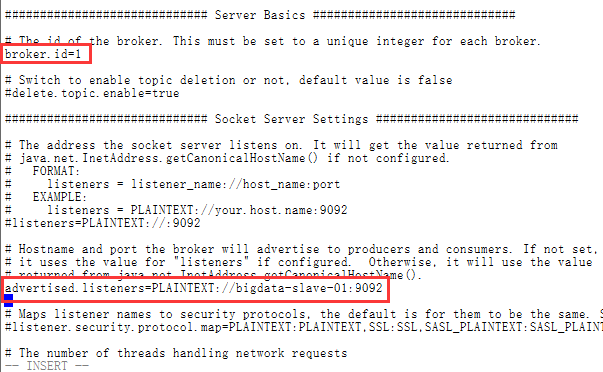 ############################# Server Basics #############################
# The id of the broker. This must be set to a unique integer for each broker.
broker.id=1
# Switch to enable topic deletion or not, default value is false
#delete.topic.enable=true
############################# Socket Server Settings #############################
# The address the socket server listens on. It will get the value returned from
# java.net.InetAddress.getCanonicalHostName() if not configured.
#   FORMAT:
#     listeners = listener_name://host_name:port
#   EXAMPLE:
#     listeners = PLAINTEXT://your.host.name:9092
#listeners=PLAINTEXT://:9092
# Hostname and port the broker will advertise to producers and consumers. If not set,
# it uses the value for "listeners" if configured.  Otherwise, it will use the value
# returned from java.net.InetAddress.getCanonicalHostName().
advertised.listeners=PLAINTEXT://bigdata-slave-01:9092
# Maps listener names to security protocols, the default is for them to be the same. S
#listener.security.protocol.map=PLAINTEXT:PLAINTEXT,SSL:SSL,SASL_PLAINTEXT:SASL_PLAINT
# The number of threads handling network requests
-- INSERT --